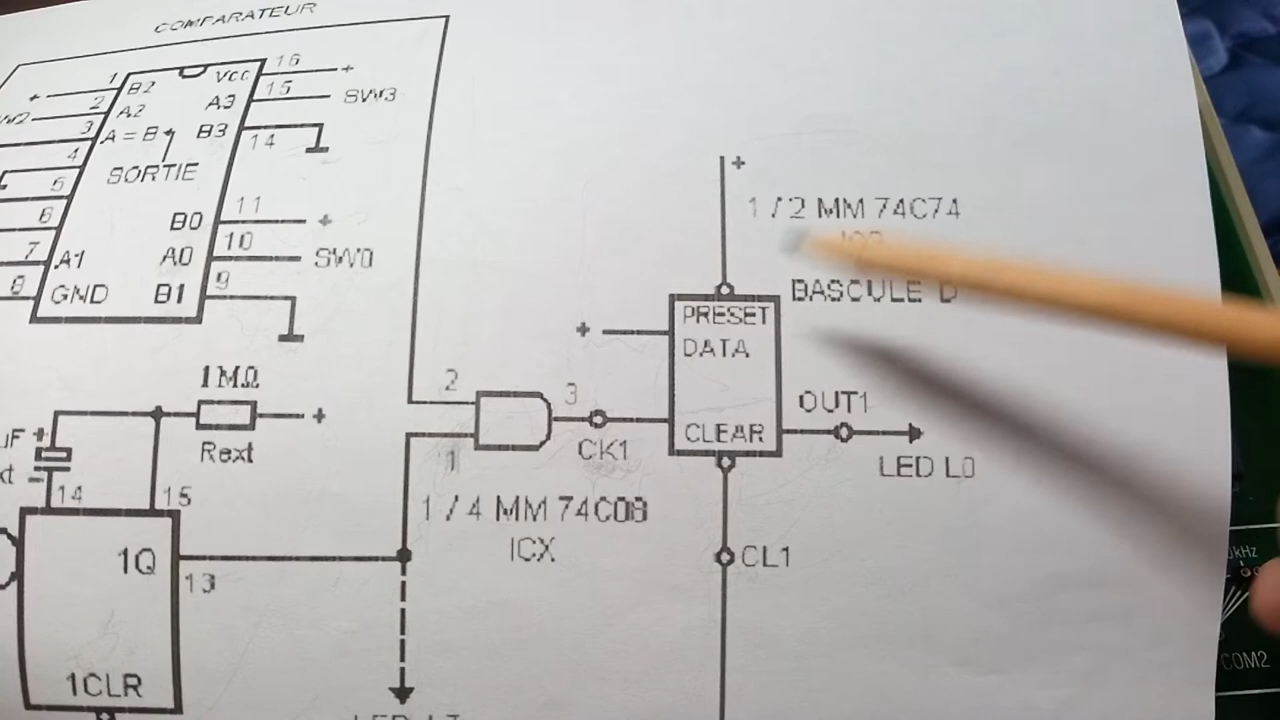 COMPARATEUR
1
B2
Vcc
16
+
+
2
A2
A3
15
SW3
3
A = B
B3
14
4
SORTIE
5
6
B0
11
+
7
A1
A0
10
SW0
8
GND
B1
9
+
1 / 2 MM 74C74
BASCULE D
PRESET
+
DATA
CLEAR
OUT1
LED L0
CL1
2
3
1
CK1
1 / 4 MM 74C08
ICX
1MΩ
+
Rext
+
14
15
1Q
13
1CLR
COM2